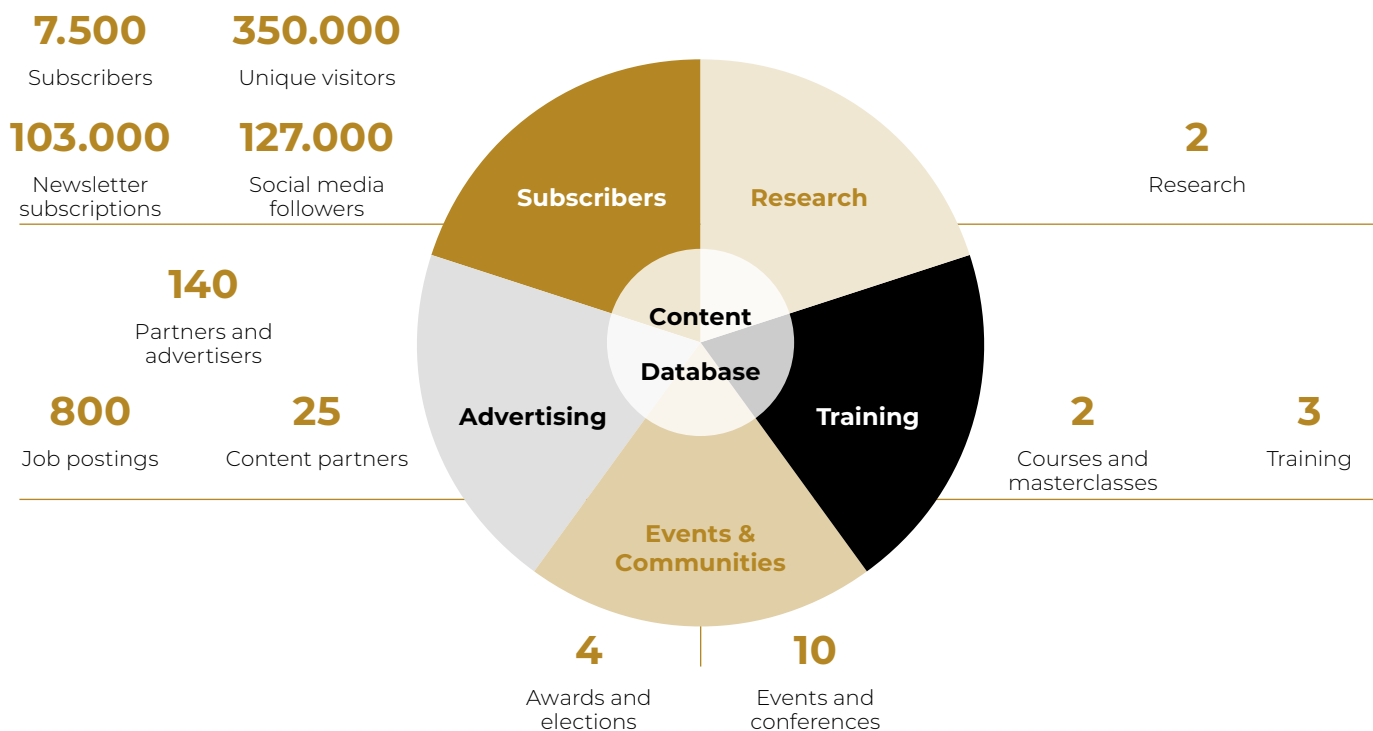 7.500
Subscribers
350.000
Unique visitors
103.000
Newsletter
subscriptions
127.000
Social media
followers
Subscribers
Research
2
Research
140
Partners and
advertisers
Content
Database
800
Job postings
25
Content partners
Advertising
Training
2
Courses and
masterclasses
3
Training
Events &
Communities
4
Awards and
elections
10
Events and
conferences